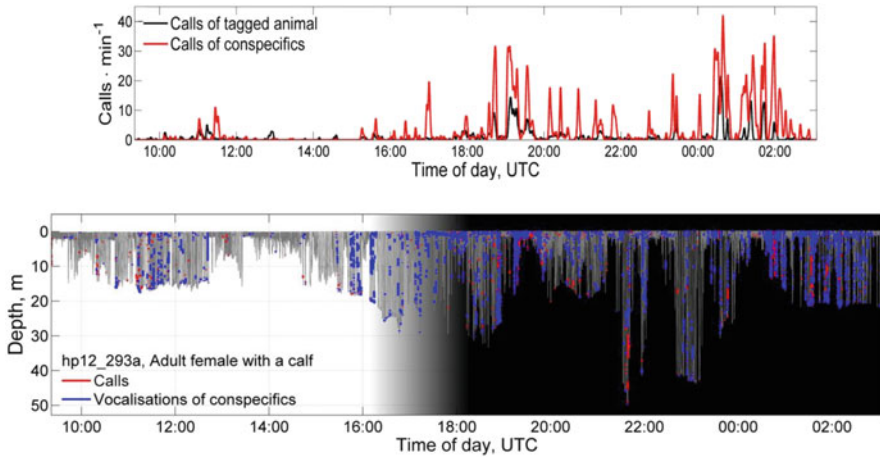 Calls · min⁻¹
40
30
20
10
0
Calls of tagged animal
Calls of conspecifics
10:00 12:00 14:00 16:00 18:00 20:00 22:00 00:00 02:00
Time of day, UTC
Depth, m
0
10
20
30
40
50
hp12_293a, Adult female with a calf
Calls
Vocalisations of conspecifics
10:00 12:00 14:00 16:00 18:00 20:00 22:00 00:00 02:00
Time of day, UTC